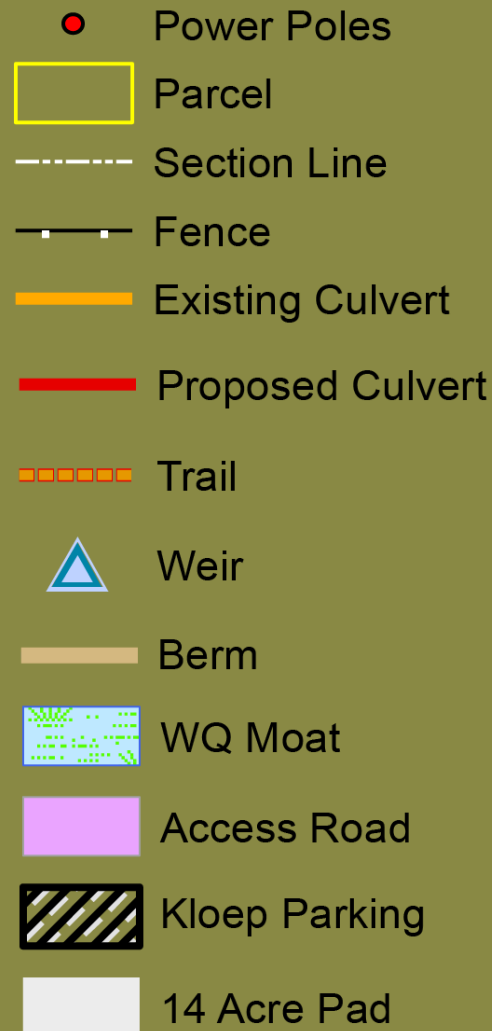 Power Poles
Parcel
Section Line
Fence
Existing Culvert
Proposed Culvert
Trail
Weir
Berm
WQ Moat
Access Road
Kloep Parking
14 Acre Pad